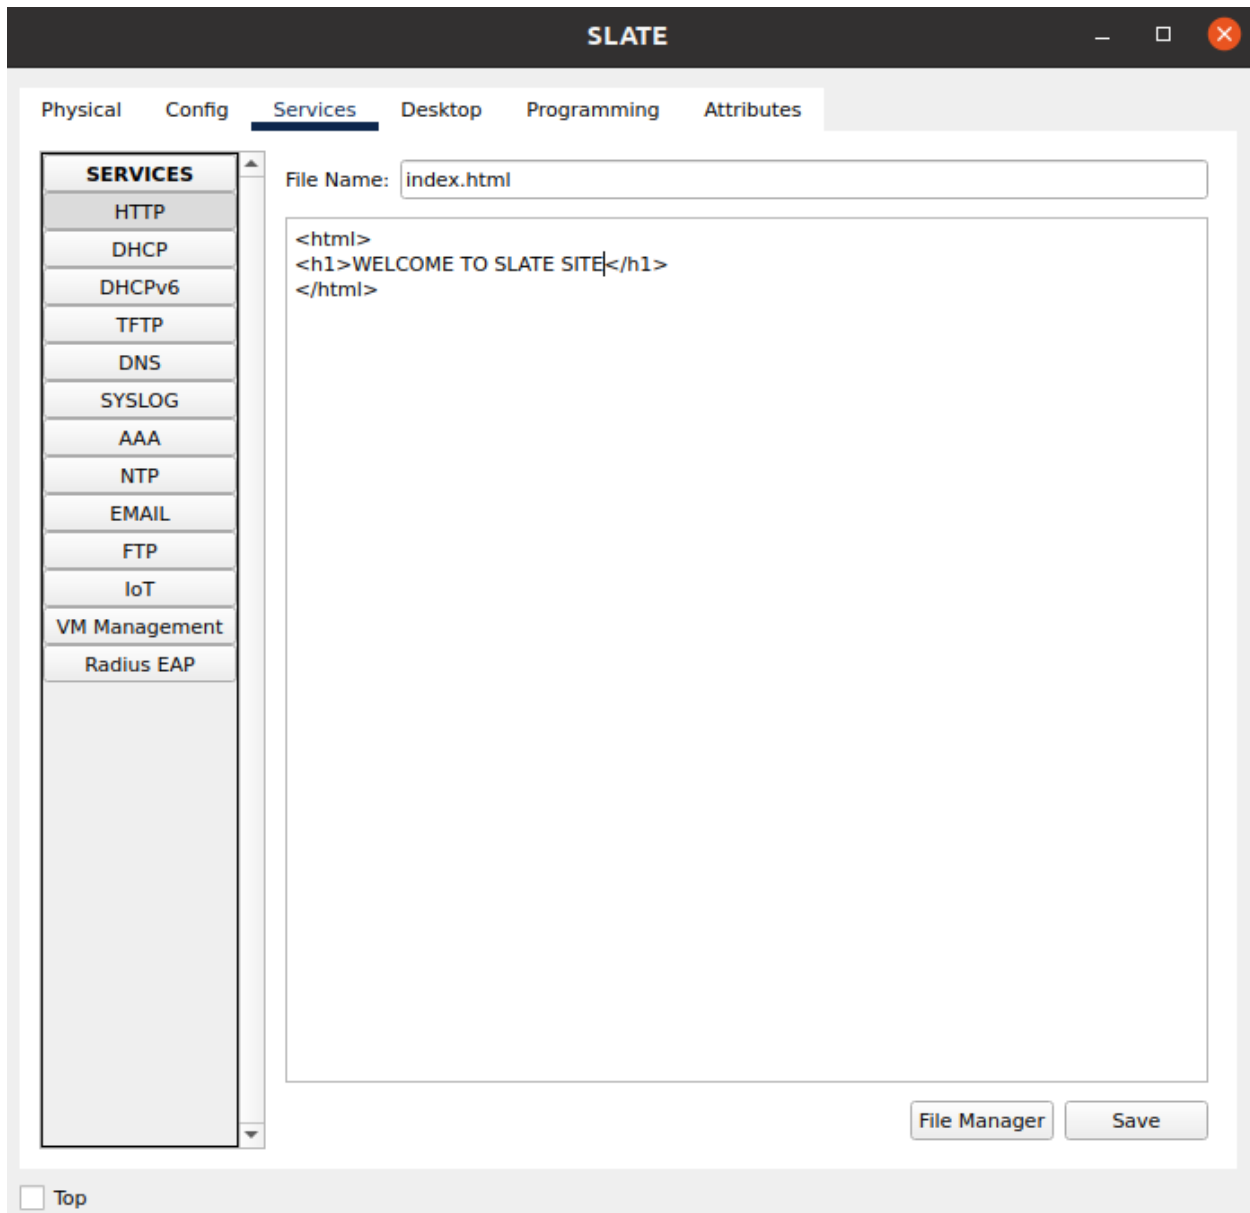 SLATE
Physical Config Services Desktop Programming Attributes
SERVICES
HTTP
DHCP
DHCPv6
TFTP
DNS
SYSLOG
AAA
NTP
EMAIL
FTP
IoT
VM Management
Radius EAP
File Name: index.html
<html>
<h1>WELCOME TO SLATE SITE</h1>
</html>
File Manager Save
Top